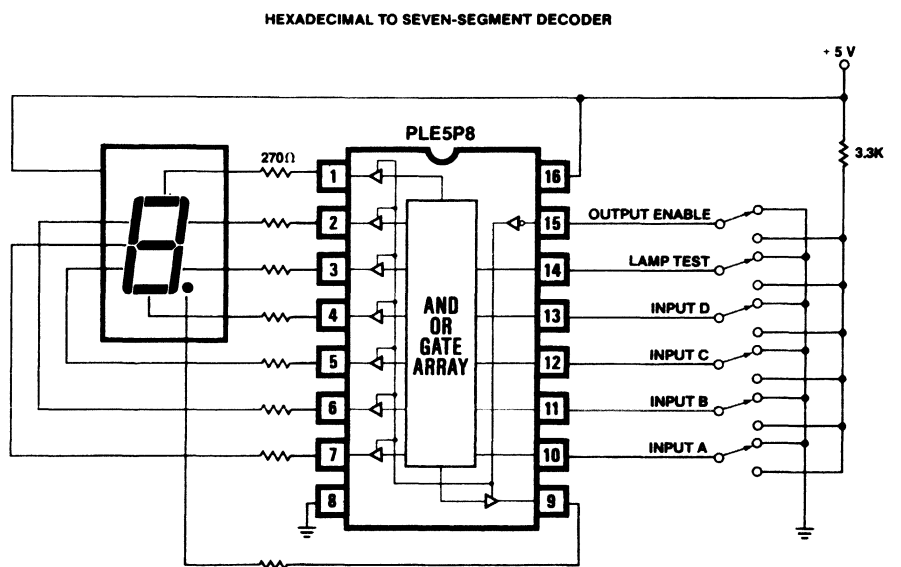 HEXADECIMAL TO SEVEN-SEGMENT DECODER
+ 5 V
PLE5P8
3.3K
270Ω
1
16
2
15
OUTPUT ENABLE
3
14
LAMP TEST
4
13
INPUT D
AND
OR
GATE
ARRAY
5
12
INPUT C
6
11
INPUT B
7
10
INPUT A
8
9